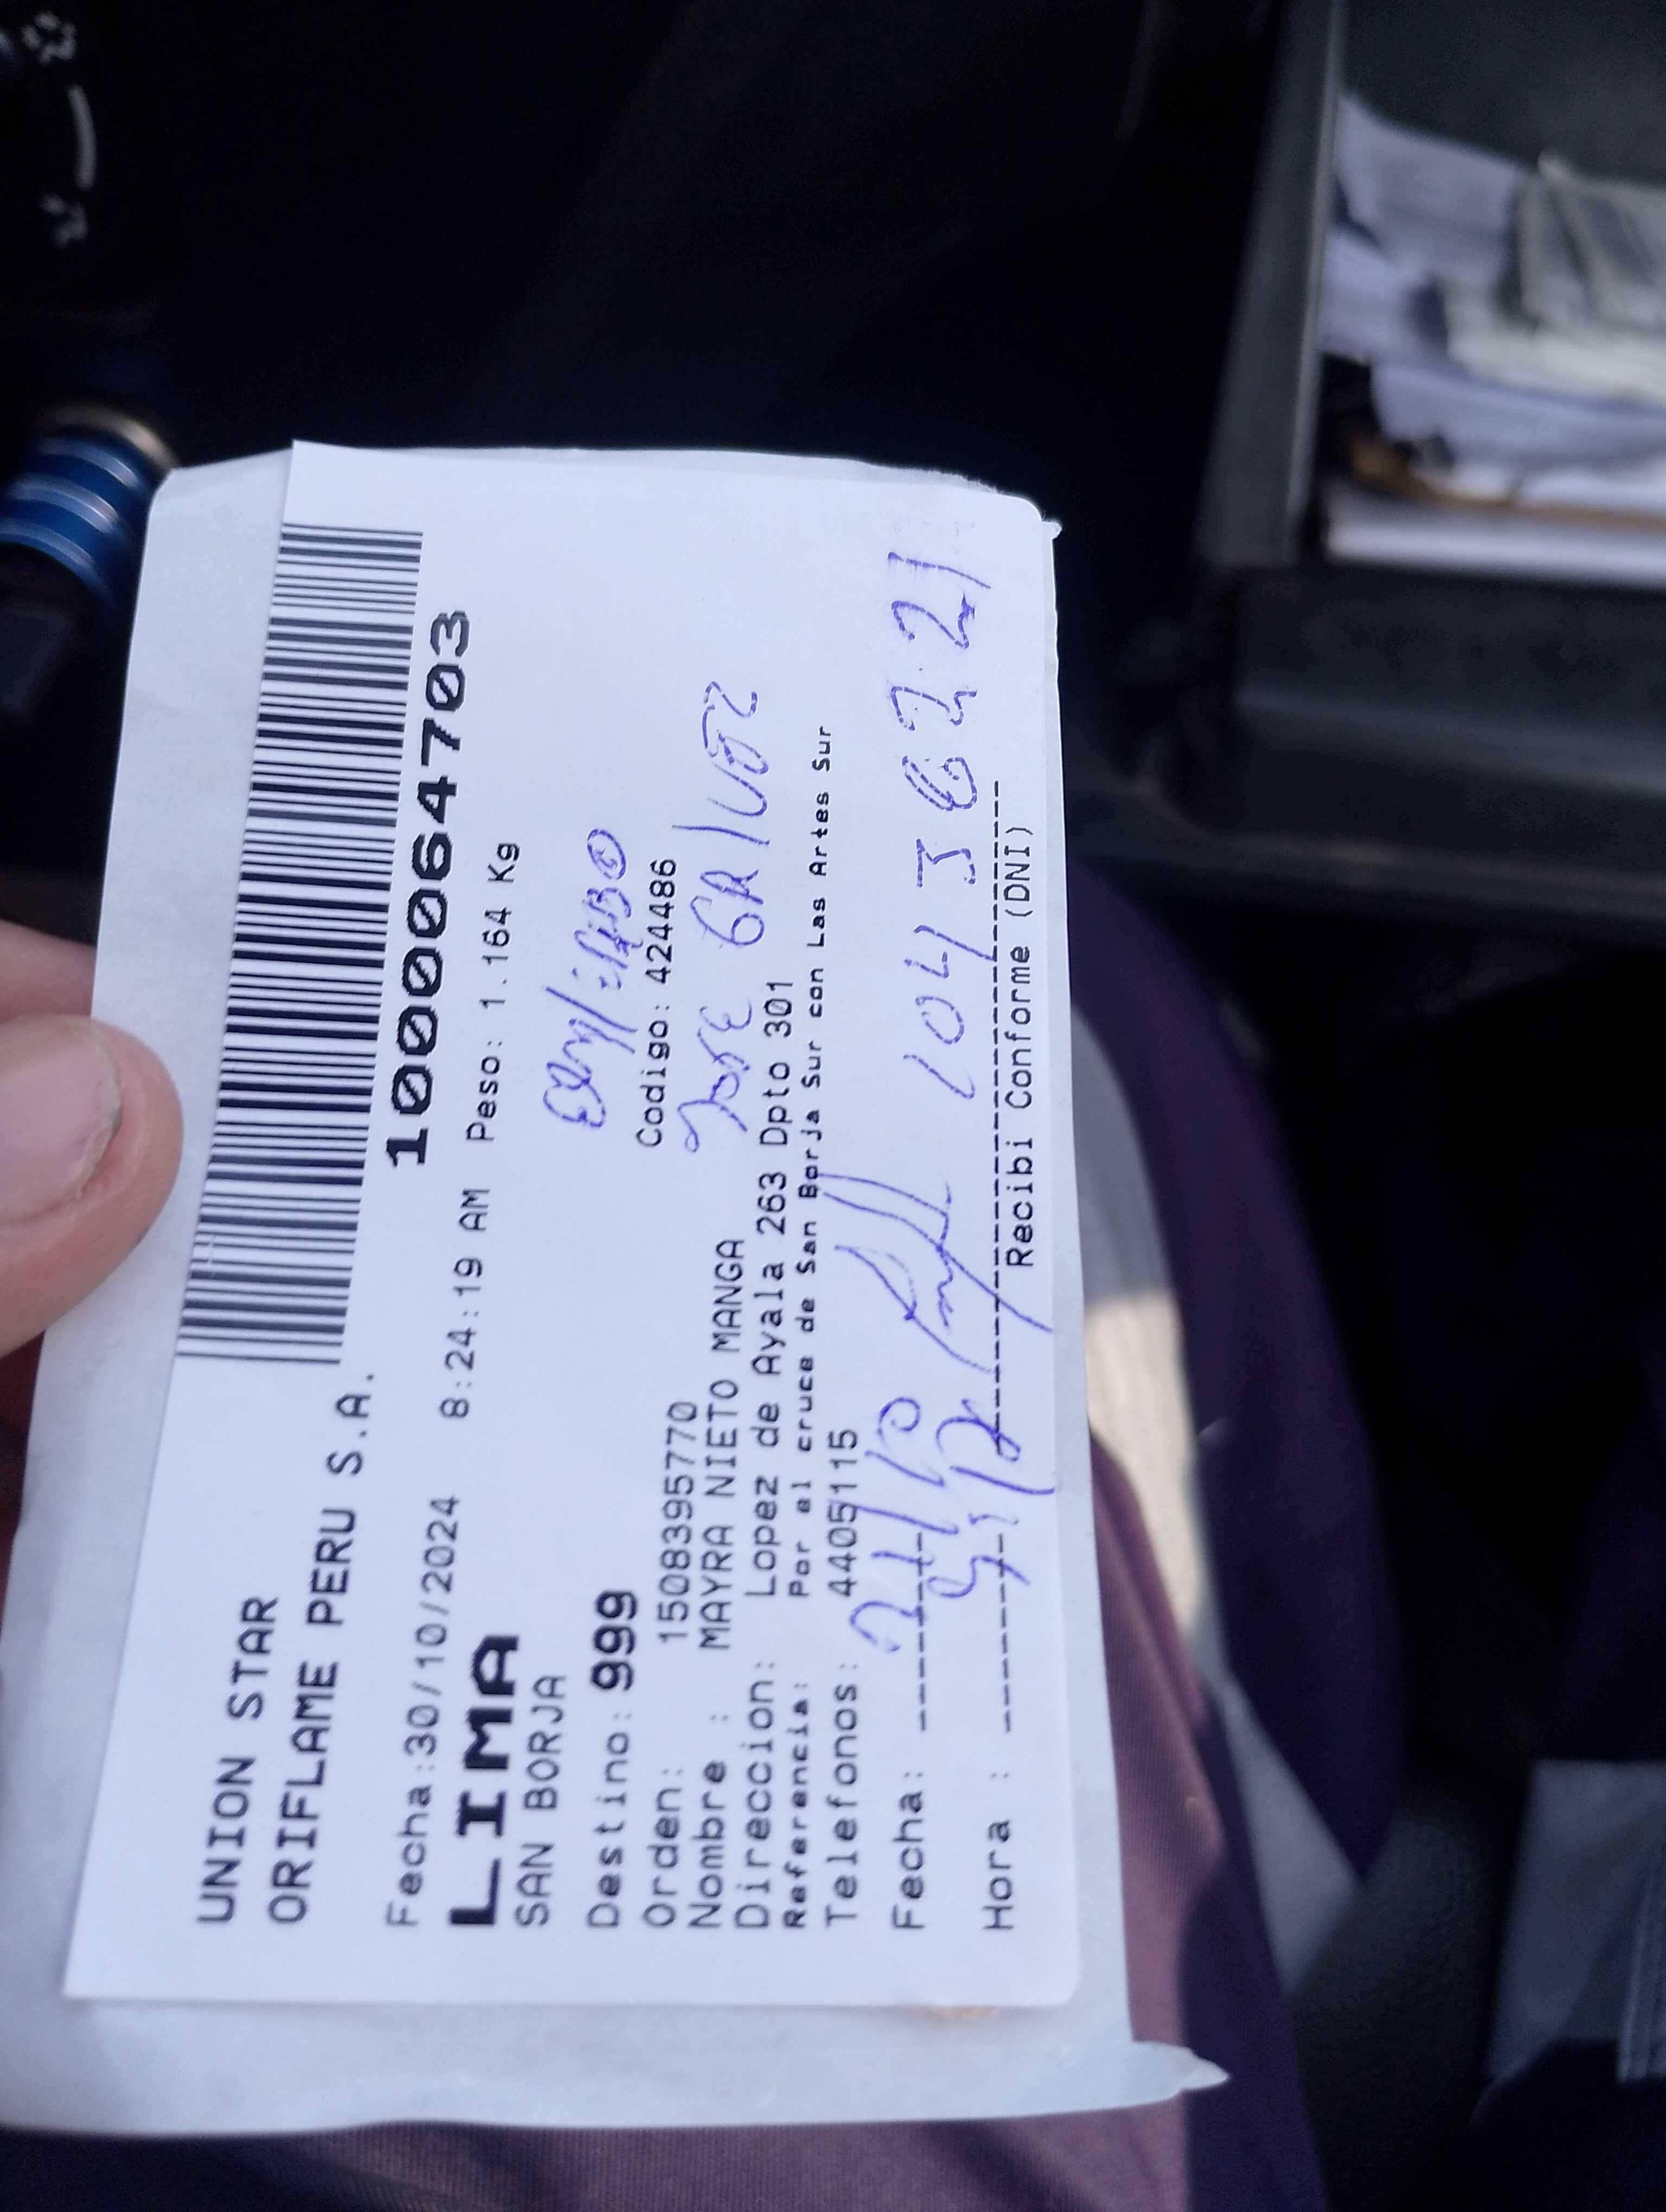 UNION STAR
ORIFLAME PERU S.A.
1000064703
Fecha:30/10/2024 8:24:19 AM Peso: 1.164 Kg
LIMA
SAN BORJA
Destino: 999
Orden: 1508395770 Codigo: 424486
Nombre : MAYRA NIETO MANGA
JOSE
Direccion: Lopez de Ayala 263 Dpto 301
Referencia: Por el cruce de San Borja Sur con Las Artes Sur
Telefonos: 44051115
Fecha:
Hora :
Recibi Conforme (DNI)